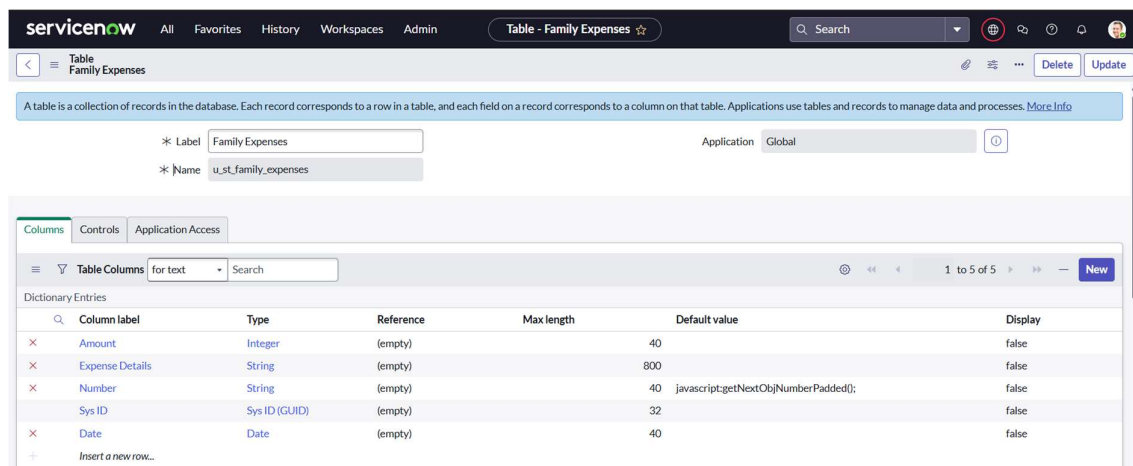 servicenow All Favorites History Workspaces Admin Table - Family Expenses Search
Table
Family Expenses
Delete Update
A table is a collection of records in the database. Each record corresponds to a row in a table, and each field on a record corresponds to a column on that table. Applications use tables and records to manage data and processes. More Info
Label Family Expenses Application Global
Name u_st_family_expenses
Columns Controls Application Access
Table Columns for text Search 1 to 5 of 5 New
Dictionary Entries
Column label Type Reference Max length Default value Display
Amount Integer (empty) 40 false
Expense Details String (empty) 800 false
Number String (empty) 40 javascript:getNextObjNumberPadded(); false
Sys ID Sys ID (GUID) (empty) 32 false
Date Date (empty) 40 false
Insert a new row...